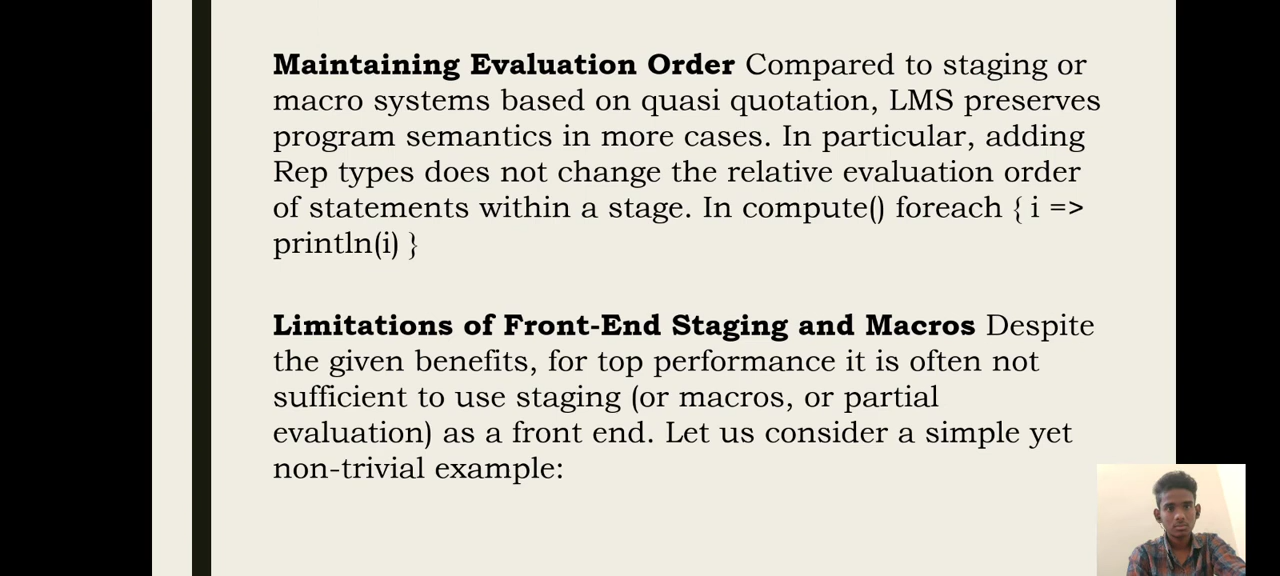 Maintaining Evaluation Order Compared to staging or
macro systems based on quasi quotation, LMS preserves
program semantics in more cases. In particular, adding
Rep types does not change the relative evaluation order
of statements within a stage. In compute() foreach { i =>
println(i) }
Limitations of Front-End Staging and Macros Despite
the given benefits, for top performance it is often not
sufficient to use staging (or macros, or partial
evaluation) as a front end. Let us consider a simple yet
non-trivial example: